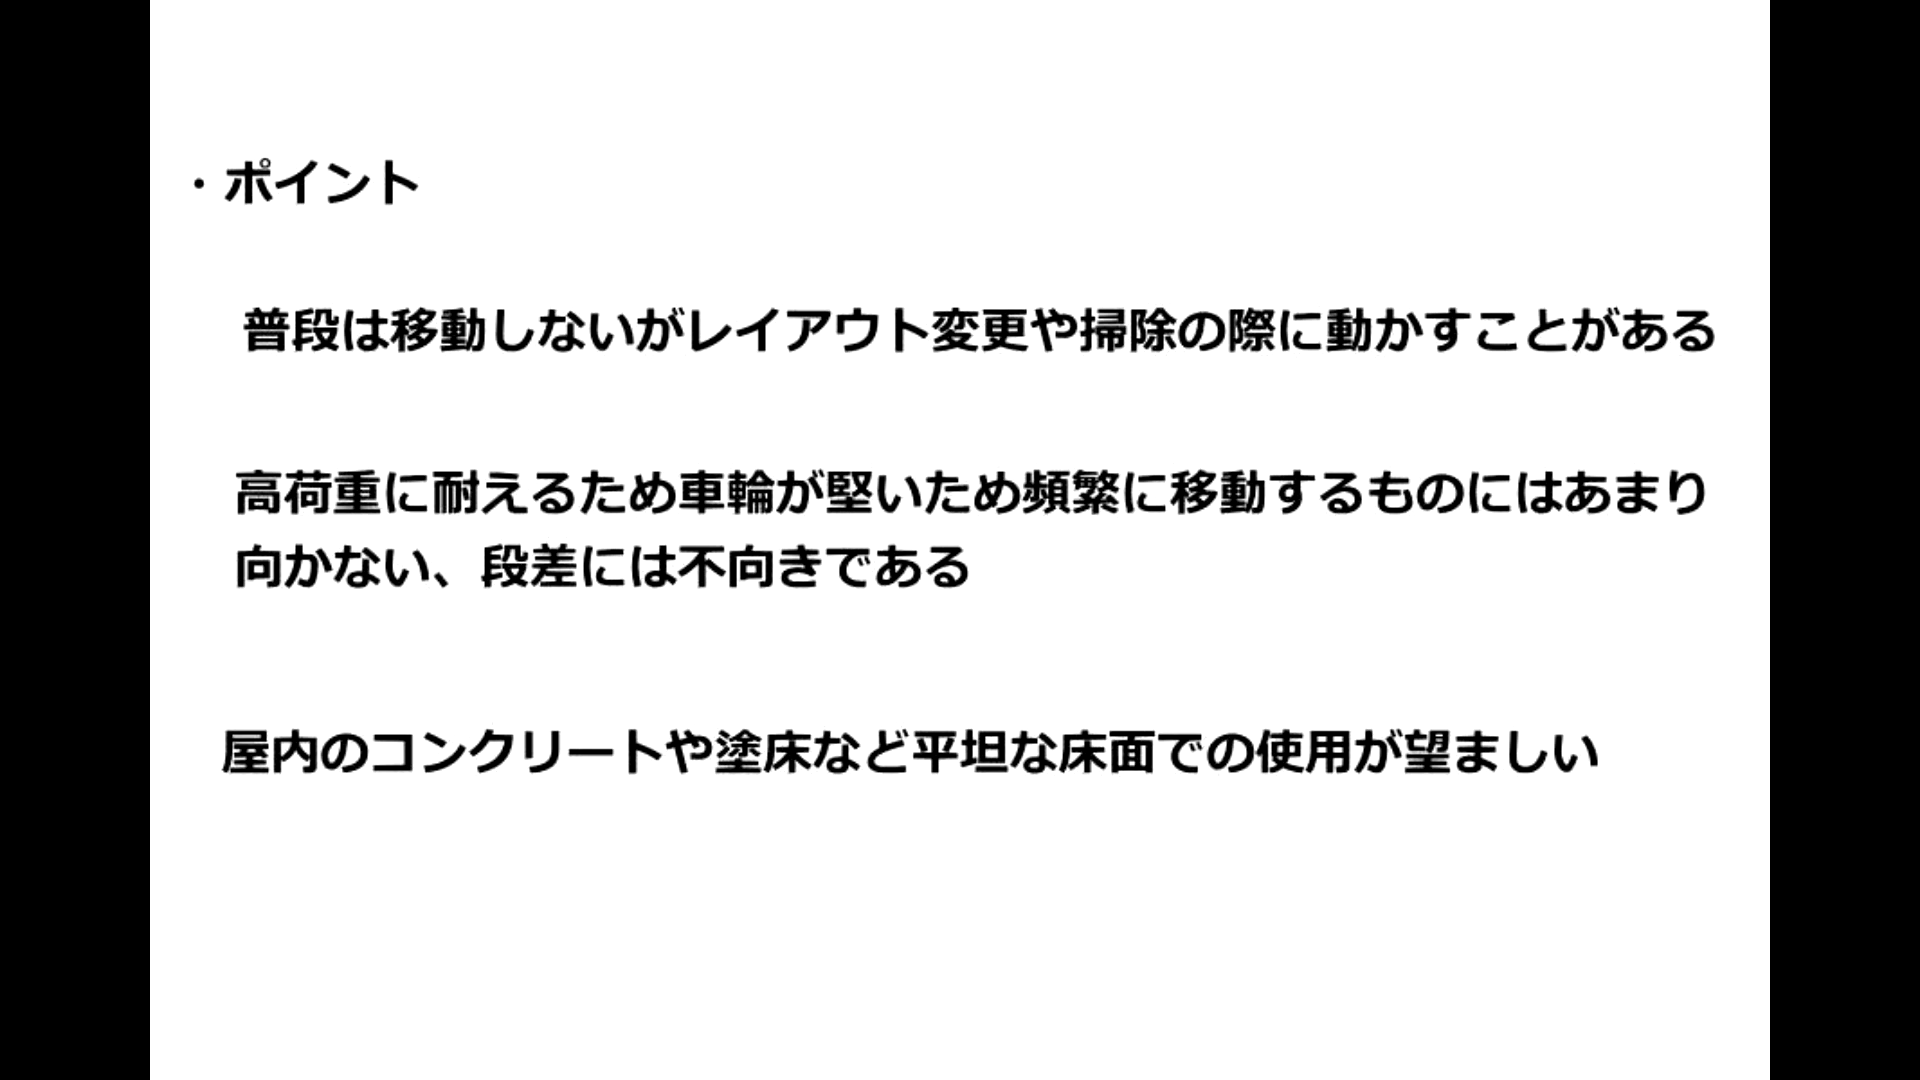 ・ポイント
普段は移動しないがレイアウト変更や掃除の際に動かすことがある
高荷重に耐えるため車輪が堅いため頻繁に移動するものにはあまり
向かない、段差には不向きである
屋内のコンクリートや塗床など平坦な床面での使用が望ましい